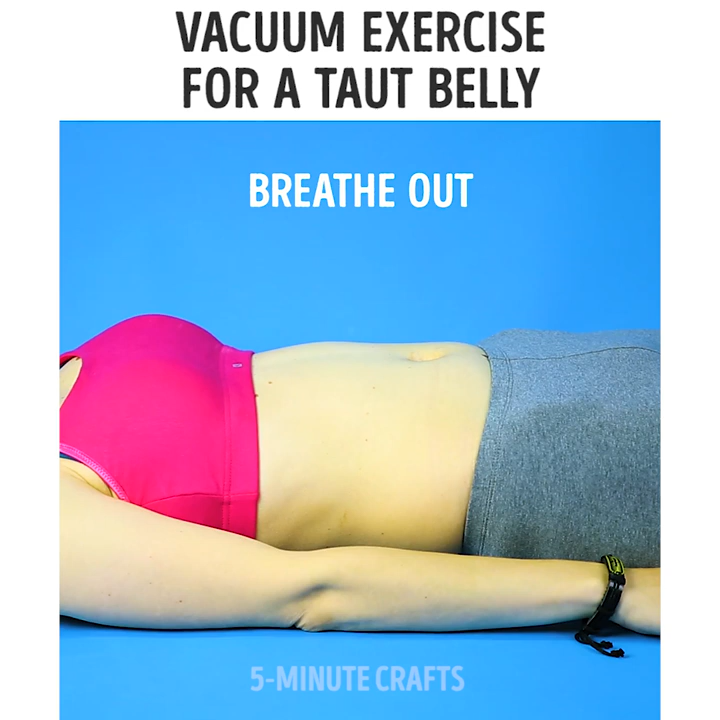 VACUUM EXERCISE
FOR A TAUT BELLY
BREATHE OUT
5-MINUTE CRAFTS